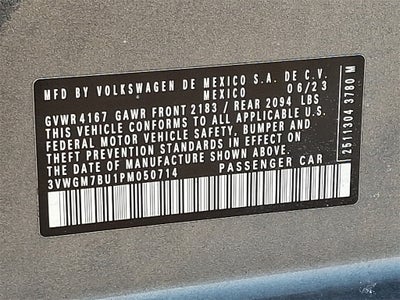 MFD BY VOLKSWAGEN DE MEXICO S.A. DE C.V.
MEXICO 06/23
GVWR4167 GAWR FRONT 2183 / REAR 2094 LBS
THIS VEHICLE CONFORMS TO ALL APPLICABLE U.S.
FEDERAL MOTOR VEHICLE SAFETY, BUMPER AND
THEFT PREVENTION STANDARDS IN EFFECT ON
THE DATE OF MANUFACTURE SHOWN ABOVE.
3VWGM7BU1PM050714 PASSENGER CAR
2511304 3780 M